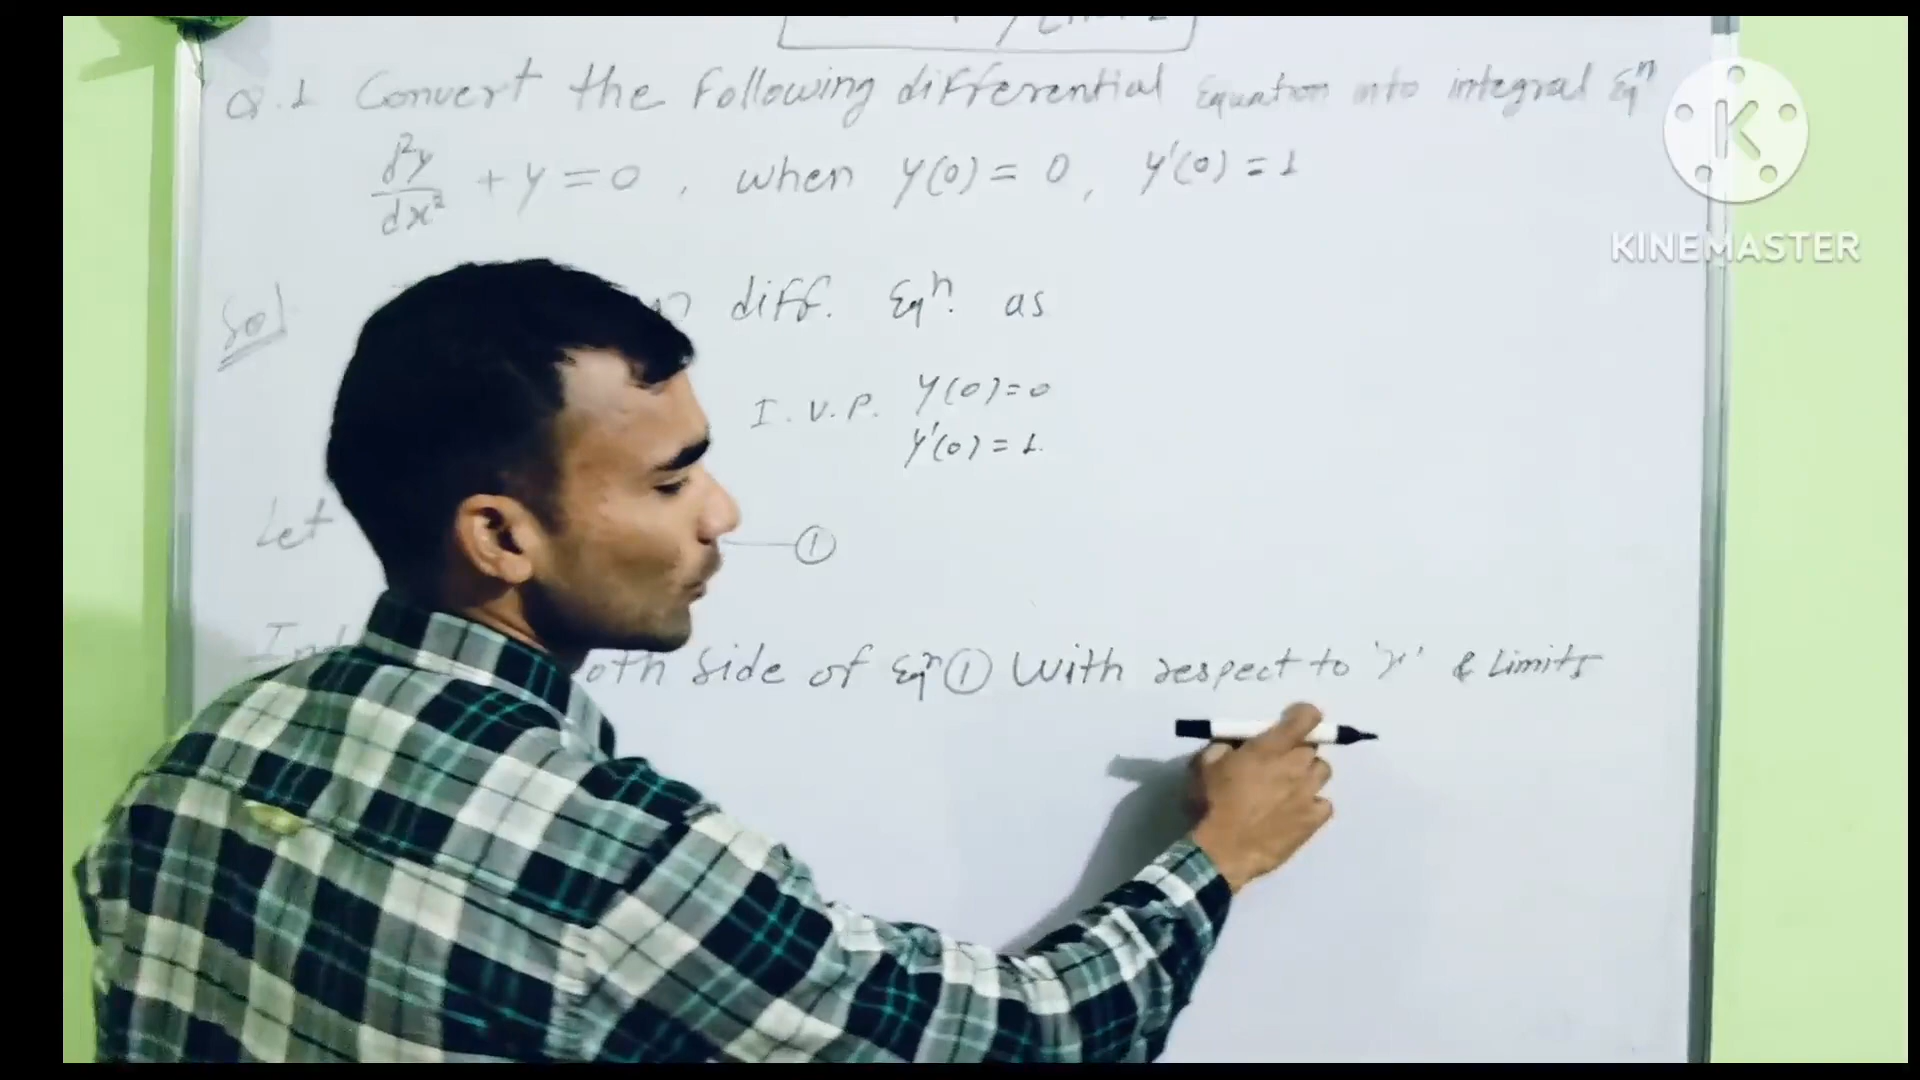 Q.1 Convert the following differential Equation into integral Eqⁿ
d²y/dx² + y = 0, when y(0) = 0, y'(0) = 1
Sol diff. Eqⁿ. as
I.V.P. y(0)=0
y'(0)=1.
Let ①
oth side of Eqⁿ ① with respect to 'x' & Limits
K
KINEMASTER